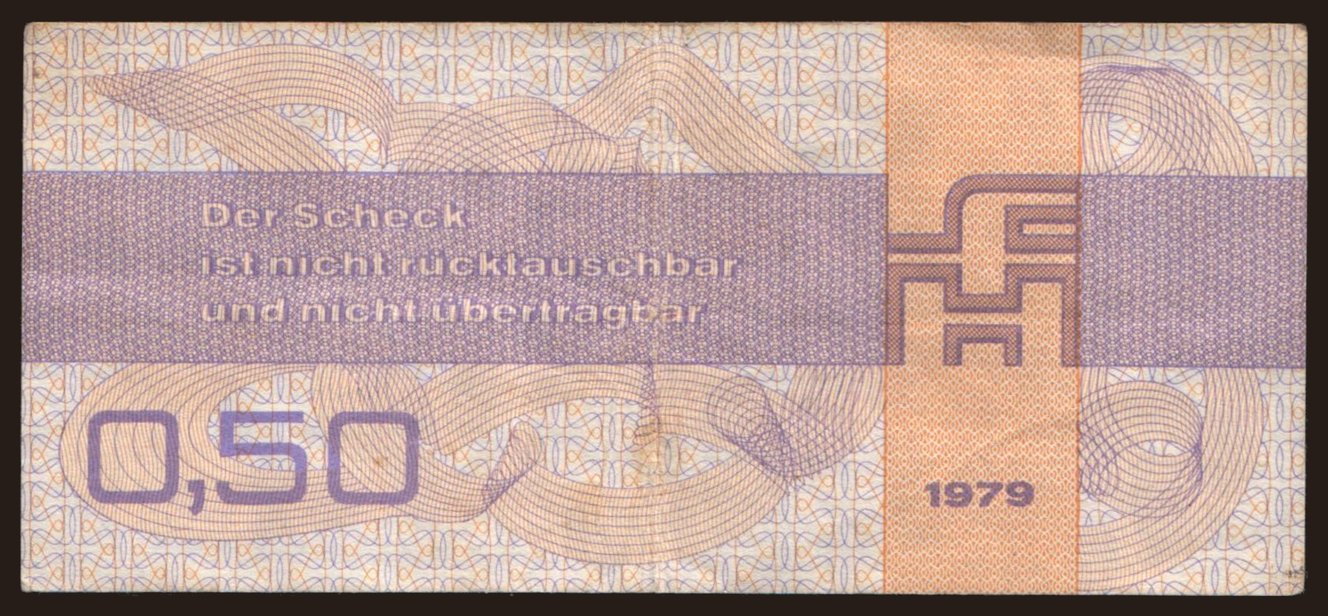 Der Scheck
ist nicht rücktauschbar
und nicht übertragbar
0,50
1979